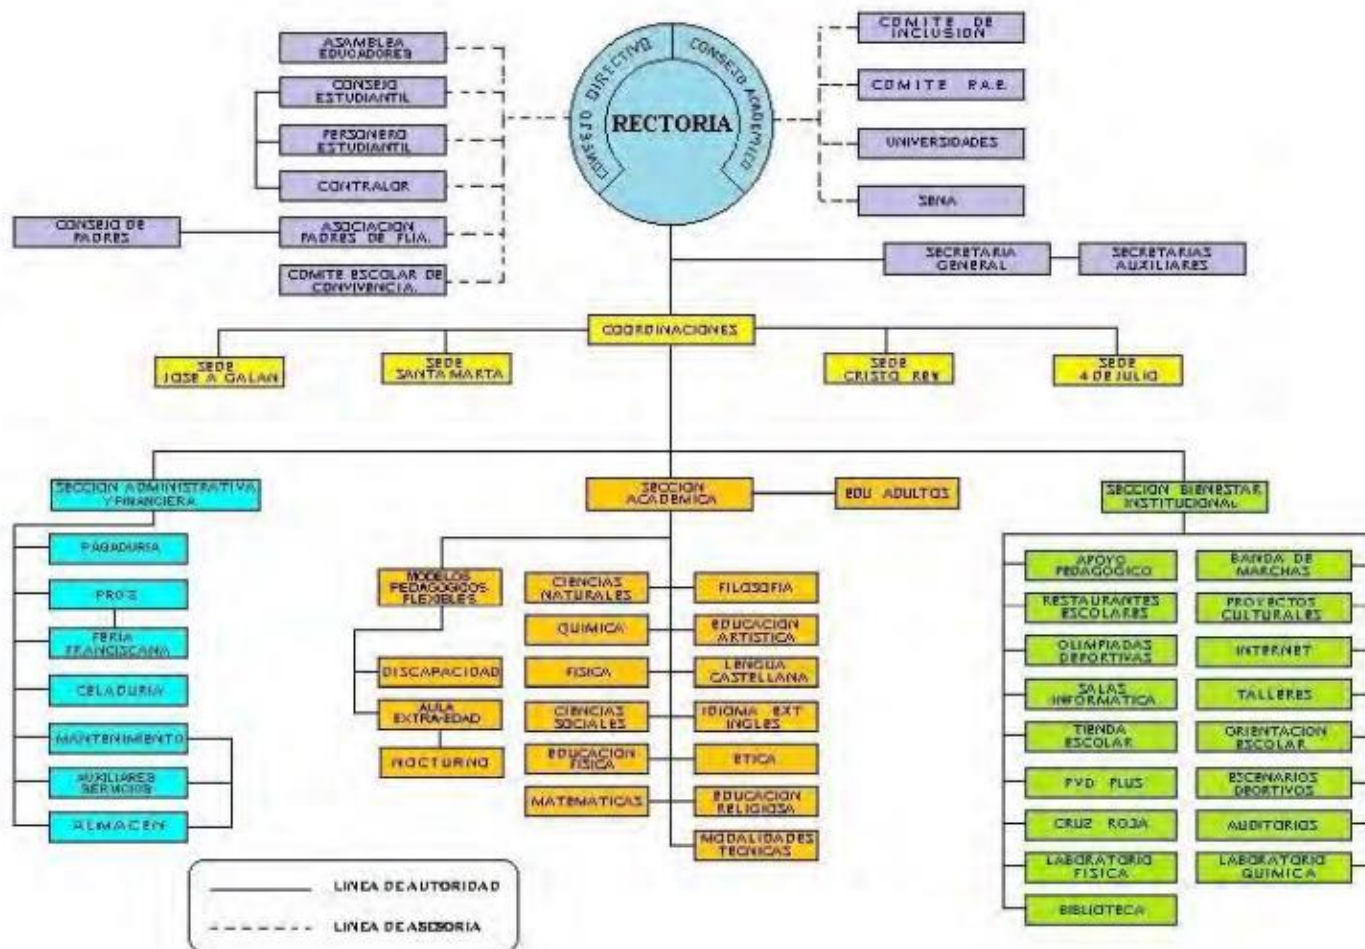 ASAMBLEA
EDUCADORES
CONSEJO
ESTUDIANTIL
PERSONERO
ESTUDIANTIL
CONTRALOR
CONSEJO DE
PADRES
ASOCIACION
PADRES DE FLIA.
COMITE ESCOLAR DE
CONVIVENCIA.
CONSEJO DIRECTIVO
CONSEJO ACADEMICO
RECTORIA
COMITE DE
INCLUSION
COMITE P.A.E.
UNIVERSIDADES
SENA
SECRETARIA
GENERAL
SECRETARIAS
AUXILIARES
COORDINACIONES
SEDE
JOSE A GALAN
SEDE
SANTA MARTA
SEDE
CRISTO REY
SEDE
4 DE JULIO
SECCION ADMINISTRATIVA
Y FINANCIERA
PAGADURIA
FERIA
FRANCISCANA
CELADURIA
MANTENIMIENTO
AUXILIARES
SERVICIOS
ALMACEN
SECCION
ACADEMICA
EDU ADULTOS
MODELOS
PEDAGOGICOS
FLEXIBLES
DISCAPACIDAD
AULA
EXTRA-EDAD
NOCTURNO
CIENCIAS
NATURALES
QUIMICA
FISICA
CIENCIAS
SOCIALES
EDUCACION
FISICA
MATEMATICAS
FILOSOFIA
EDUCACION
ARTISTICA
LENGUA
CASTELLANA
IDIOMA EXT
INGLES
ETICA
EDUCACION
RELIGIOSA
MODALIDADES
TECNICAS
SECCION BIENESTAR
INSTITUCIONAL
APOYO
PEDAGOGICO
RESTAURANTES
ESCOLARES
OLIMPIADAS
DEPORTIVAS
SALAS
INFORMATICA
TIENDA
ESCOLAR
PVD PLUS
CRUZ ROJA
LABORATORIO
FISICA
BIBLIOTECA
BANDA DE
MARCHAS
PROYECTOS
CULTURALES
INTERNET
TALLERES
ORIENTACION
ESCOLAR
ESCENARIOS
DEPORTIVOS
AUDITORIOS
LABORATORIO
QUIMICA
LINEA DE AUTORIDAD
LINEA DE ASESORIA